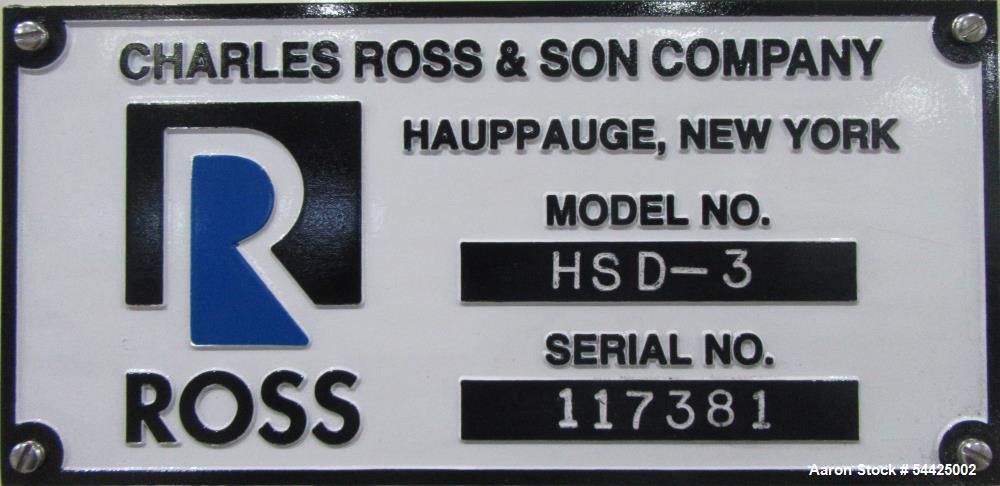 CHARLES ROSS & SON COMPANY
HAUPPAUGE, NEW YORK
MODEL NO.
HSD-3
SERIAL NO.
117381
R
ROSS
Aaron Stock # 54425002